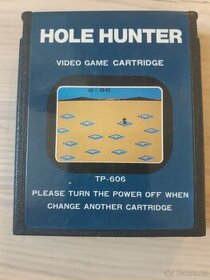 HOLE HUNTER
VIDEO GAME CARTRIDGE
TP-606
PLEASE TURN THE POWER OFF WHEN
CHANGE ANOTHER CARTRIDGE